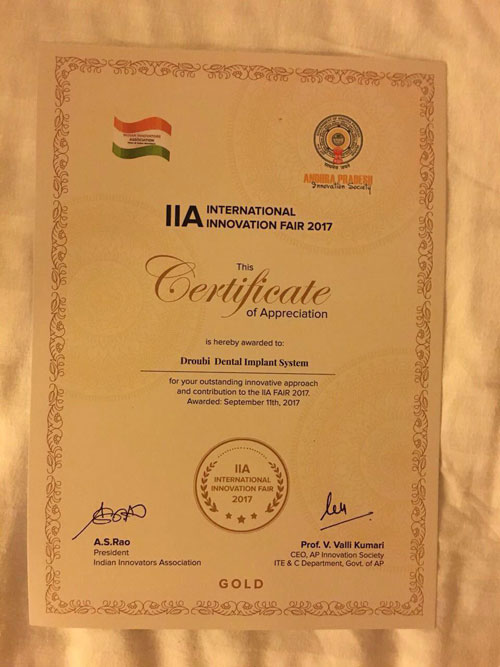 INDIAN INNOVATORS
ASSOCIATION
ANDHRA PRADESH
Innovation Society
IIA INTERNATIONAL
INNOVATION FAIR 2017
This
Certificate
of Appreciation
is hereby awarded to:
Droubi Dental Implant System
for your outstanding innovative approach
and contribution to the IIA FAIR 2017.
Awarded: September 11th, 2017
IIA
INTERNATIONAL
INNOVATION FAIR
2017
A.S.Rao
President
Indian Innovators Association
Prof. V. Valli Kumari
CEO, AP Innovation Society
ITE & C Department, Govt. of AP
GOLD